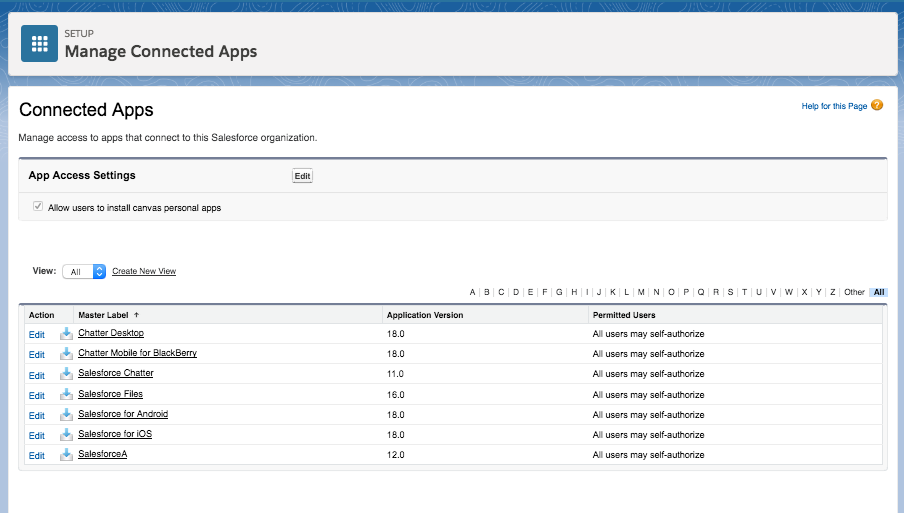 SETUP
Manage Connected Apps
Connected Apps
Help for this Page ?
Manage access to apps that connect to this Salesforce organization.
App Access Settings Edit
Allow users to install canvas personal apps
View: All Create New View
A | B | C | D | E | F | G | H | I | J | K | L | M | N | O | P | Q | R | S | T | U | V | W | X | Y | Z | Other All
Action Master Label ↑ Application Version Permitted Users
Edit Chatter Desktop 18.0 All users may self-authorize
Edit Chatter Mobile for BlackBerry 18.0 All users may self-authorize
Edit Salesforce Chatter 11.0 All users may self-authorize
Edit Salesforce Files 16.0 All users may self-authorize
Edit Salesforce for Android 18.0 All users may self-authorize
Edit Salesforce for iOS 18.0 All users may self-authorize
Edit SalesforceA 12.0 All users may self-authorize